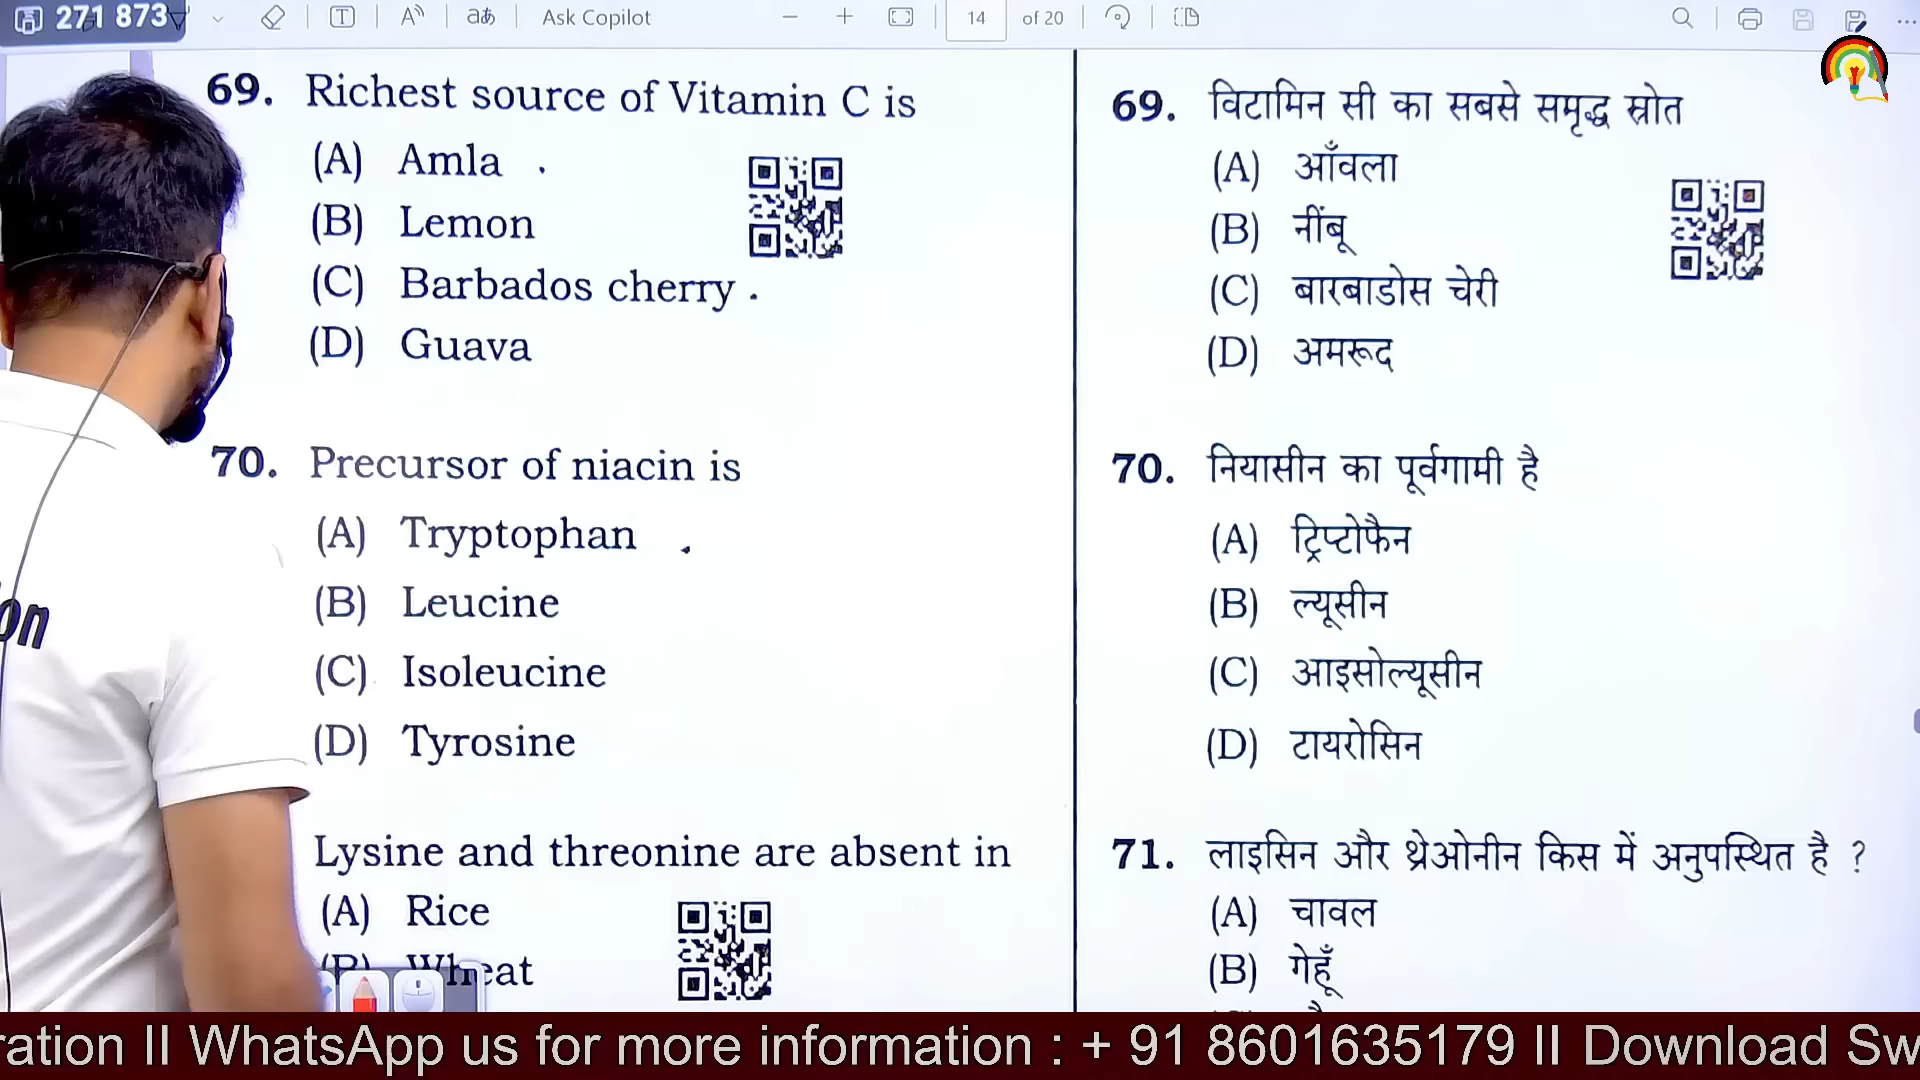 271 873
Ask Copilot
14 of 20
69. Richest source of Vitamin C is
(A) Amla
(B) Lemon
(C) Barbados cherry
(D) Guava
70. Precursor of niacin is
(A) Tryptophan
(B) Leucine
(C) Isoleucine
(D) Tyrosine
Lysine and threonine are absent in
(A) Rice
(B) Wheat
69. विटामिन सी का सबसे समृद्ध स्रोत
(A) आँवला
(B) नींबू
(C) बारबाडोस चेरी
(D) अमरूद
70. नियासीन का पूर्वगामी है
(A) ट्रिप्टोफैन
(B) ल्यूसीन
(C) आइसोल्यूसीन
(D) टायरोसिन
71. लाइसिन और थ्रेओनीन किस में अनुपस्थित है ?
(A) चावल
(B) गेहूँ
on
ration II WhatsApp us for more information : + 91 8601635179 II Download Sw